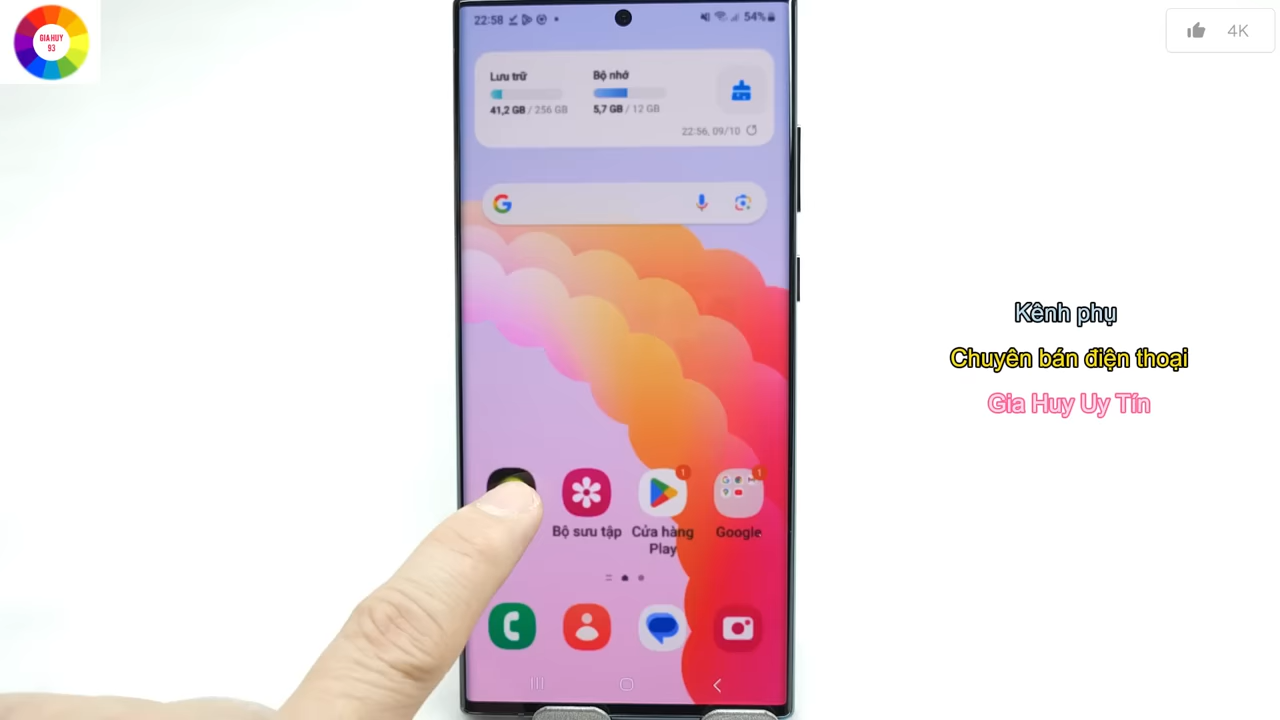 GIA HUY
93
4K
22:58
54%
Lưu trữ
41,2 GB / 256 GB
Bộ nhớ
5,7 GB / 12 GB
22:56, 09/10
1
1
Bộ sưu tập
Cửa hàng
Play
Google
Kênh phụ
Chuyên bán điện thoại
Gia Huy Uy Tín